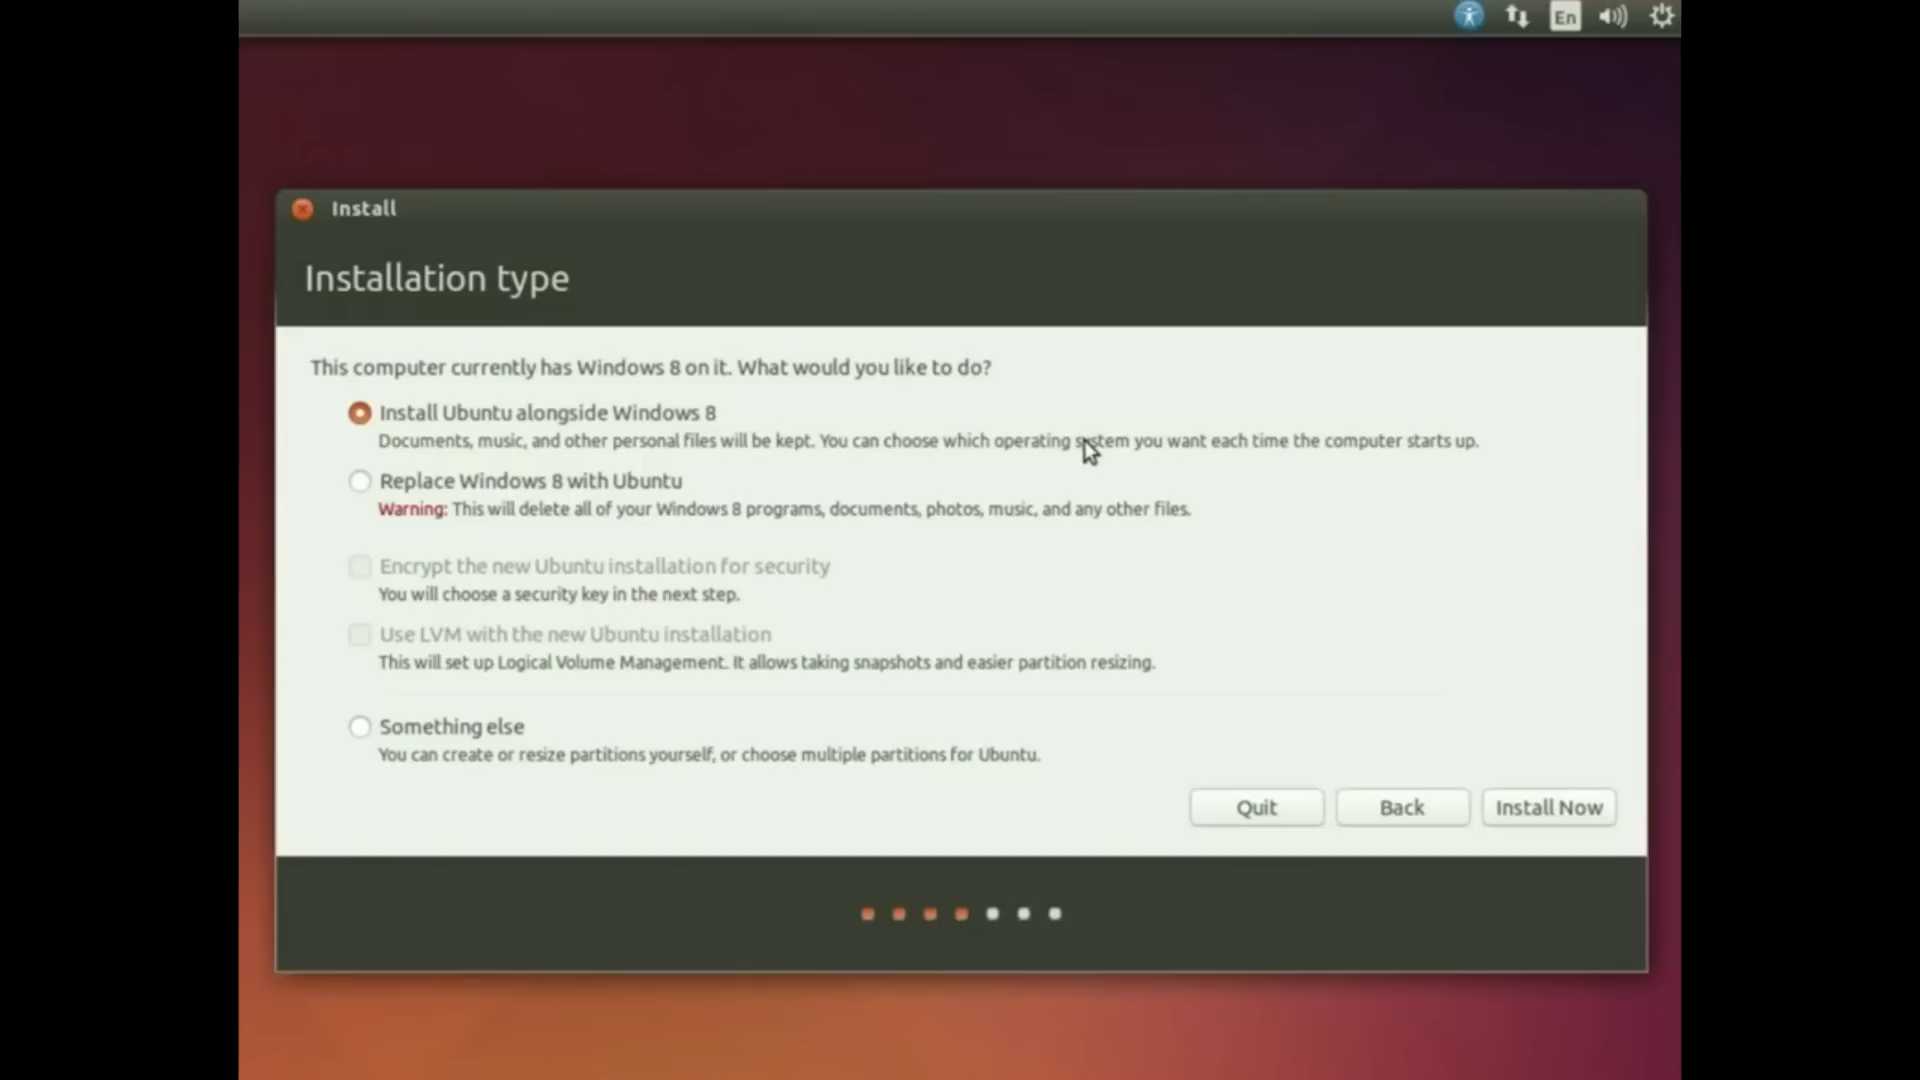 En
Install
Installation type
This computer currently has Windows 8 on it. What would you like to do?
Install Ubuntu alongside Windows 8
Documents, music, and other personal files will be kept. You can choose which operating system you want each time the computer starts up.
Replace Windows 8 with Ubuntu
Warning: This will delete all of your Windows 8 programs, documents, photos, music, and any other files.
Encrypt the new Ubuntu installation for security
You will choose a security key in the next step.
Use LVM with the new Ubuntu installation
This will set up Logical Volume Management. It allows taking snapshots and easier partition resizing.
Something else
You can create or resize partitions yourself, or choose multiple partitions for Ubuntu.
Quit Back Install Now